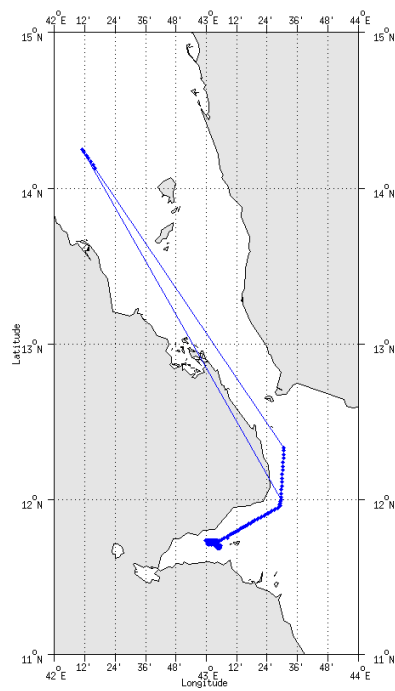 42°E 12' 24' 36' 48' 43°E 12' 24' 36' 48' 44°E
15°N 15°N
14°N 14°N
13°N 13°N
12°N 12°N
11°N 11°N
42°E 12' 24' 36' 48' 43°E 12' 24' 36' 48' 44°E
Latitude
Longitude